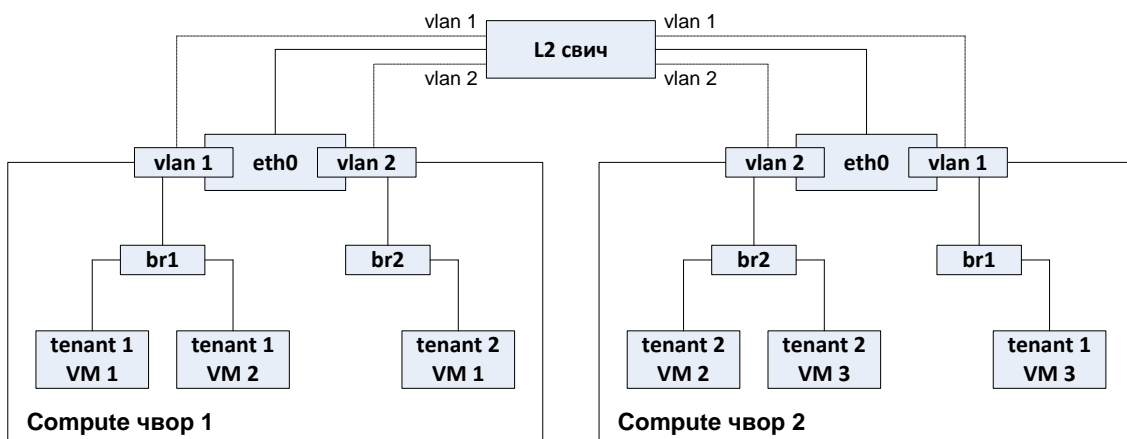 vlan 1
vlan 1
L2 свич
vlan 2
vlan 2
vlan 1
eth0
vlan 2
vlan 2
eth0
vlan 1
br1
br2
br2
br1
tenant 1
VM 1
tenant 1
VM 2
tenant 2
VM 1
tenant 2
VM 2
tenant 2
VM 3
tenant 1
VM 3
Compute чвор 1
Compute чвор 2